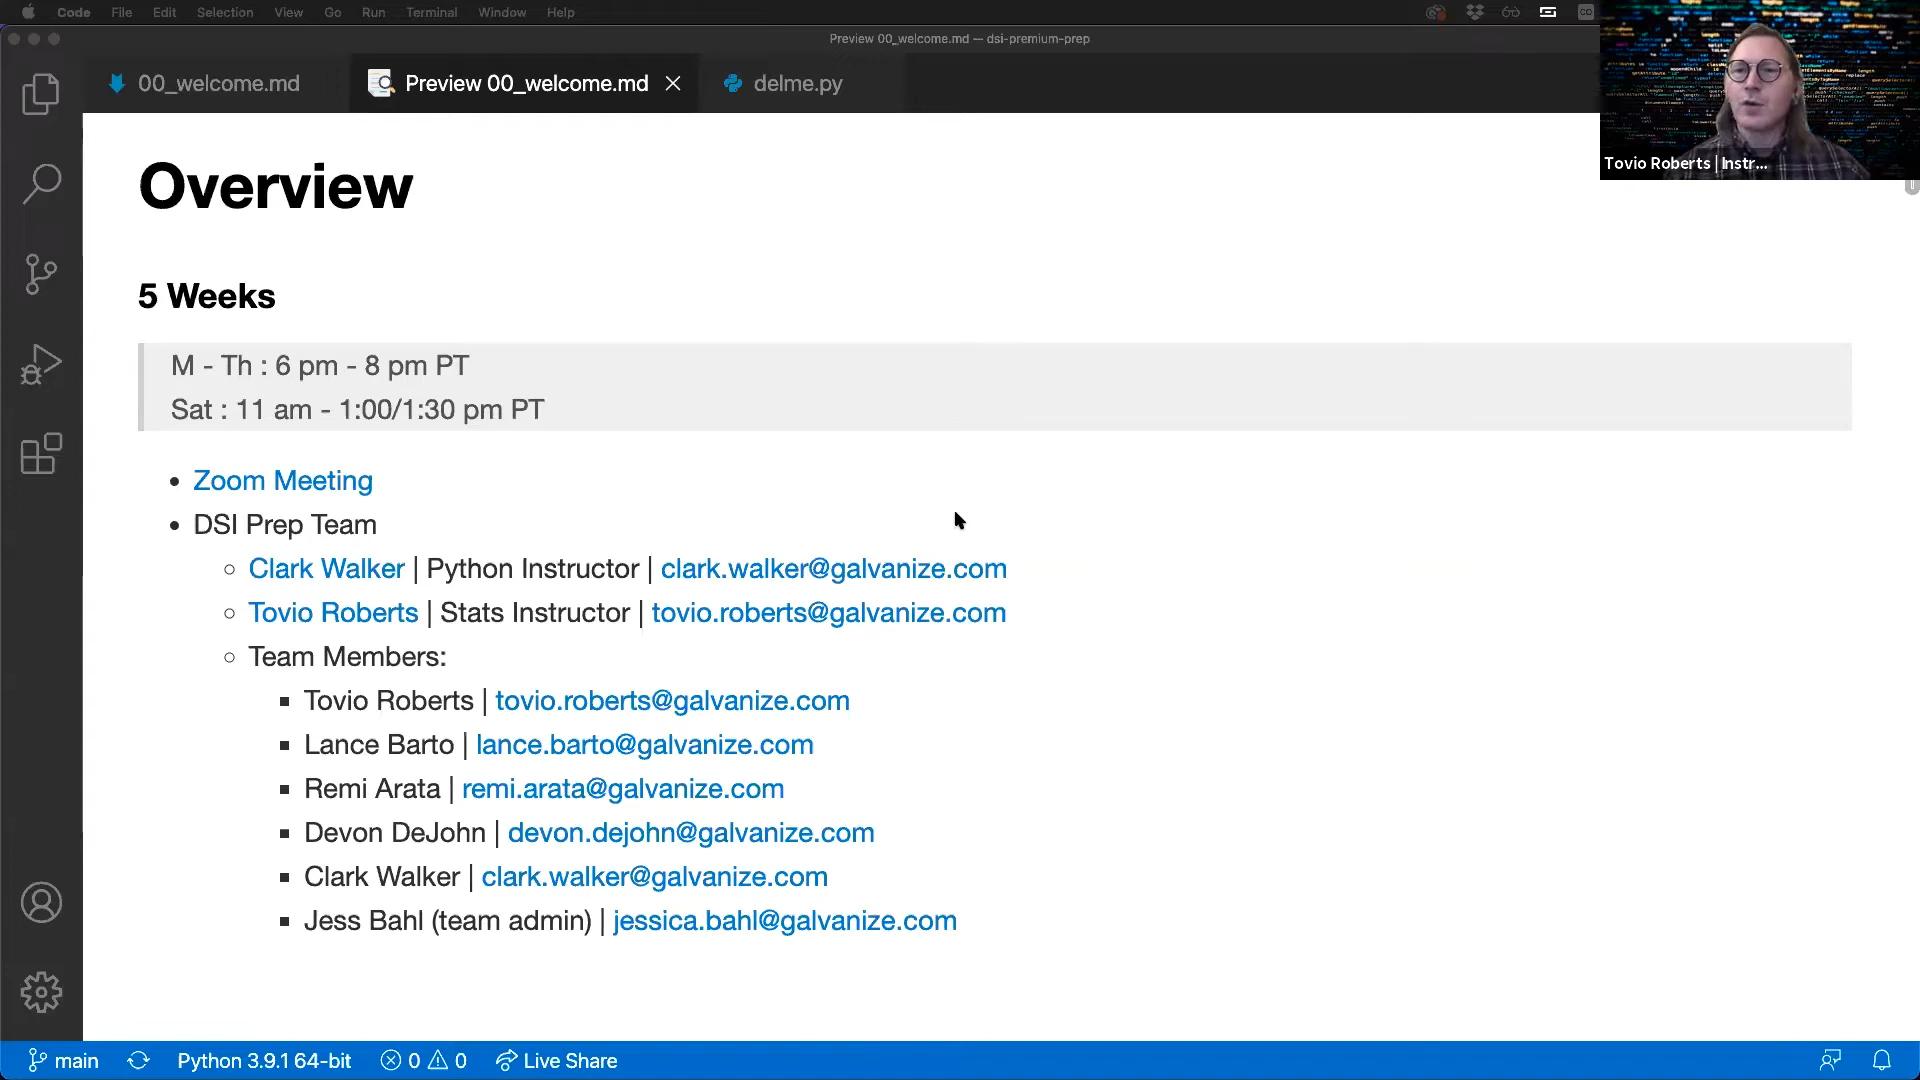 Code File Edit Selection View Go Run Terminal Window Help
Preview 00_welcome.md — dsi-premium-prep
00_welcome.md Preview 00_welcome.md delme.py
Tovio Roberts | Instr...
Overview
5 Weeks
M - Th : 6 pm - 8 pm PT
Sat : 11 am - 1:00/1:30 pm PT
• Zoom Meeting
• DSI Prep Team
○ Clark Walker | Python Instructor | clark.walker@galvanize.com
○ Tovio Roberts | Stats Instructor | tovio.roberts@galvanize.com
○ Team Members:
▪ Tovio Roberts | tovio.roberts@galvanize.com
▪ Lance Barto | lance.barto@galvanize.com
▪ Remi Arata | remi.arata@galvanize.com
▪ Devon DeJohn | devon.dejohn@galvanize.com
▪ Clark Walker | clark.walker@galvanize.com
▪ Jess Bahl (team admin) | jessica.bahl@galvanize.com
main Python 3.9.1 64-bit 0 0 Live Share